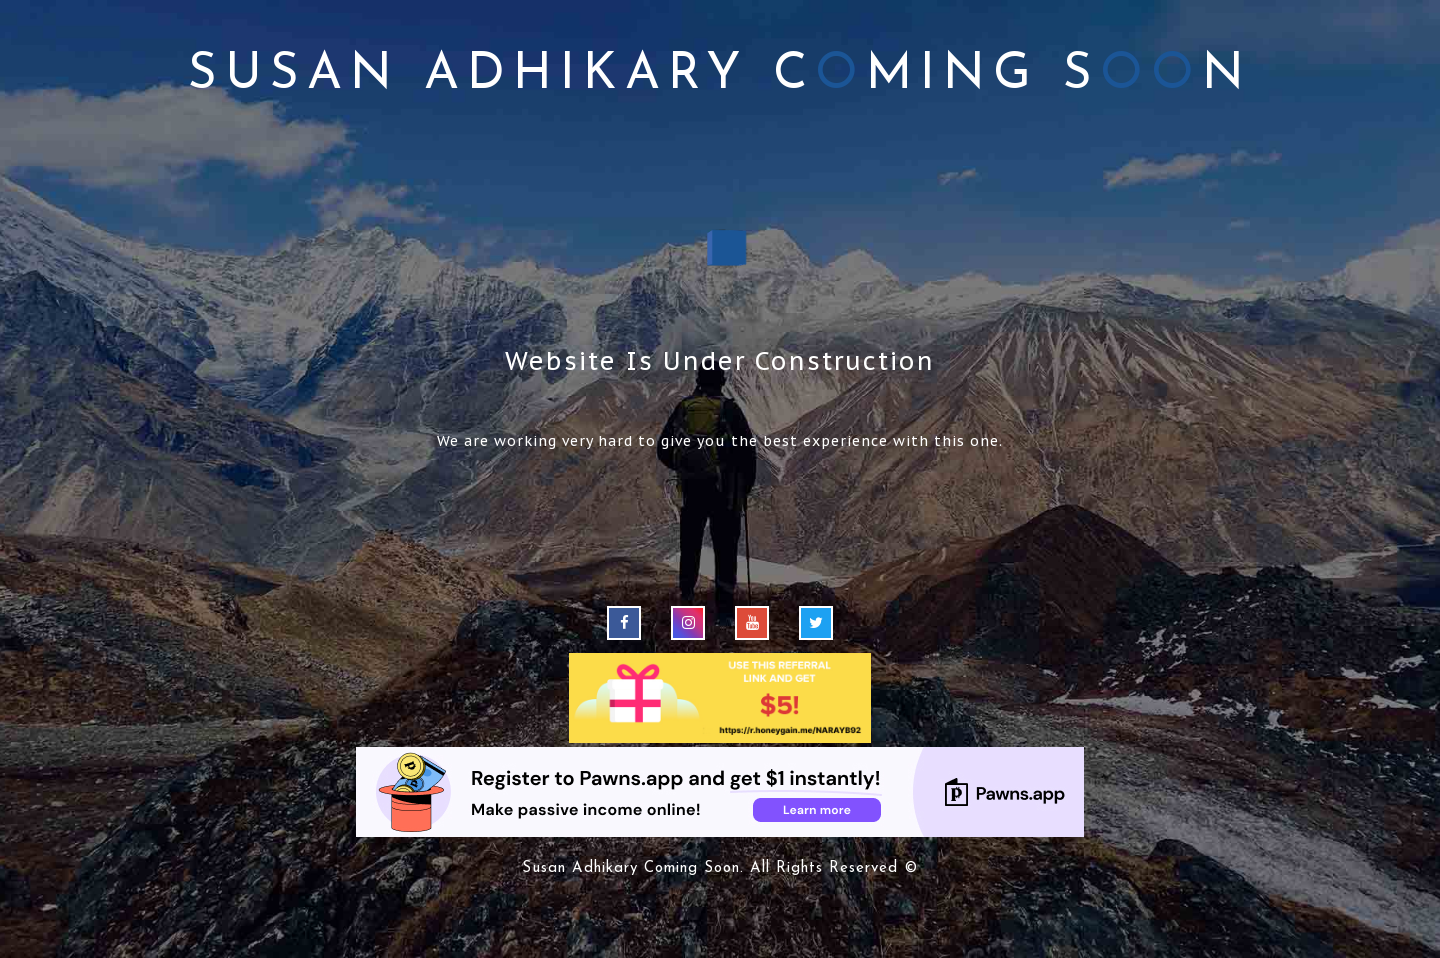 SUSAN ADHIKARY COMING SOON
Website Is Under Construction
We are working very hard to give you the best experience with this one.
You Tube
USE THIS REFERRAL
LINK AND GET
$5!
https://r.honeygain.me/NARAYB92
Register to Pawns.app and get $1 instantly!
Make passive income online!
Learn more
Pawns.app
Susan Adhikary Coming Soon. All Rights Reserved ©